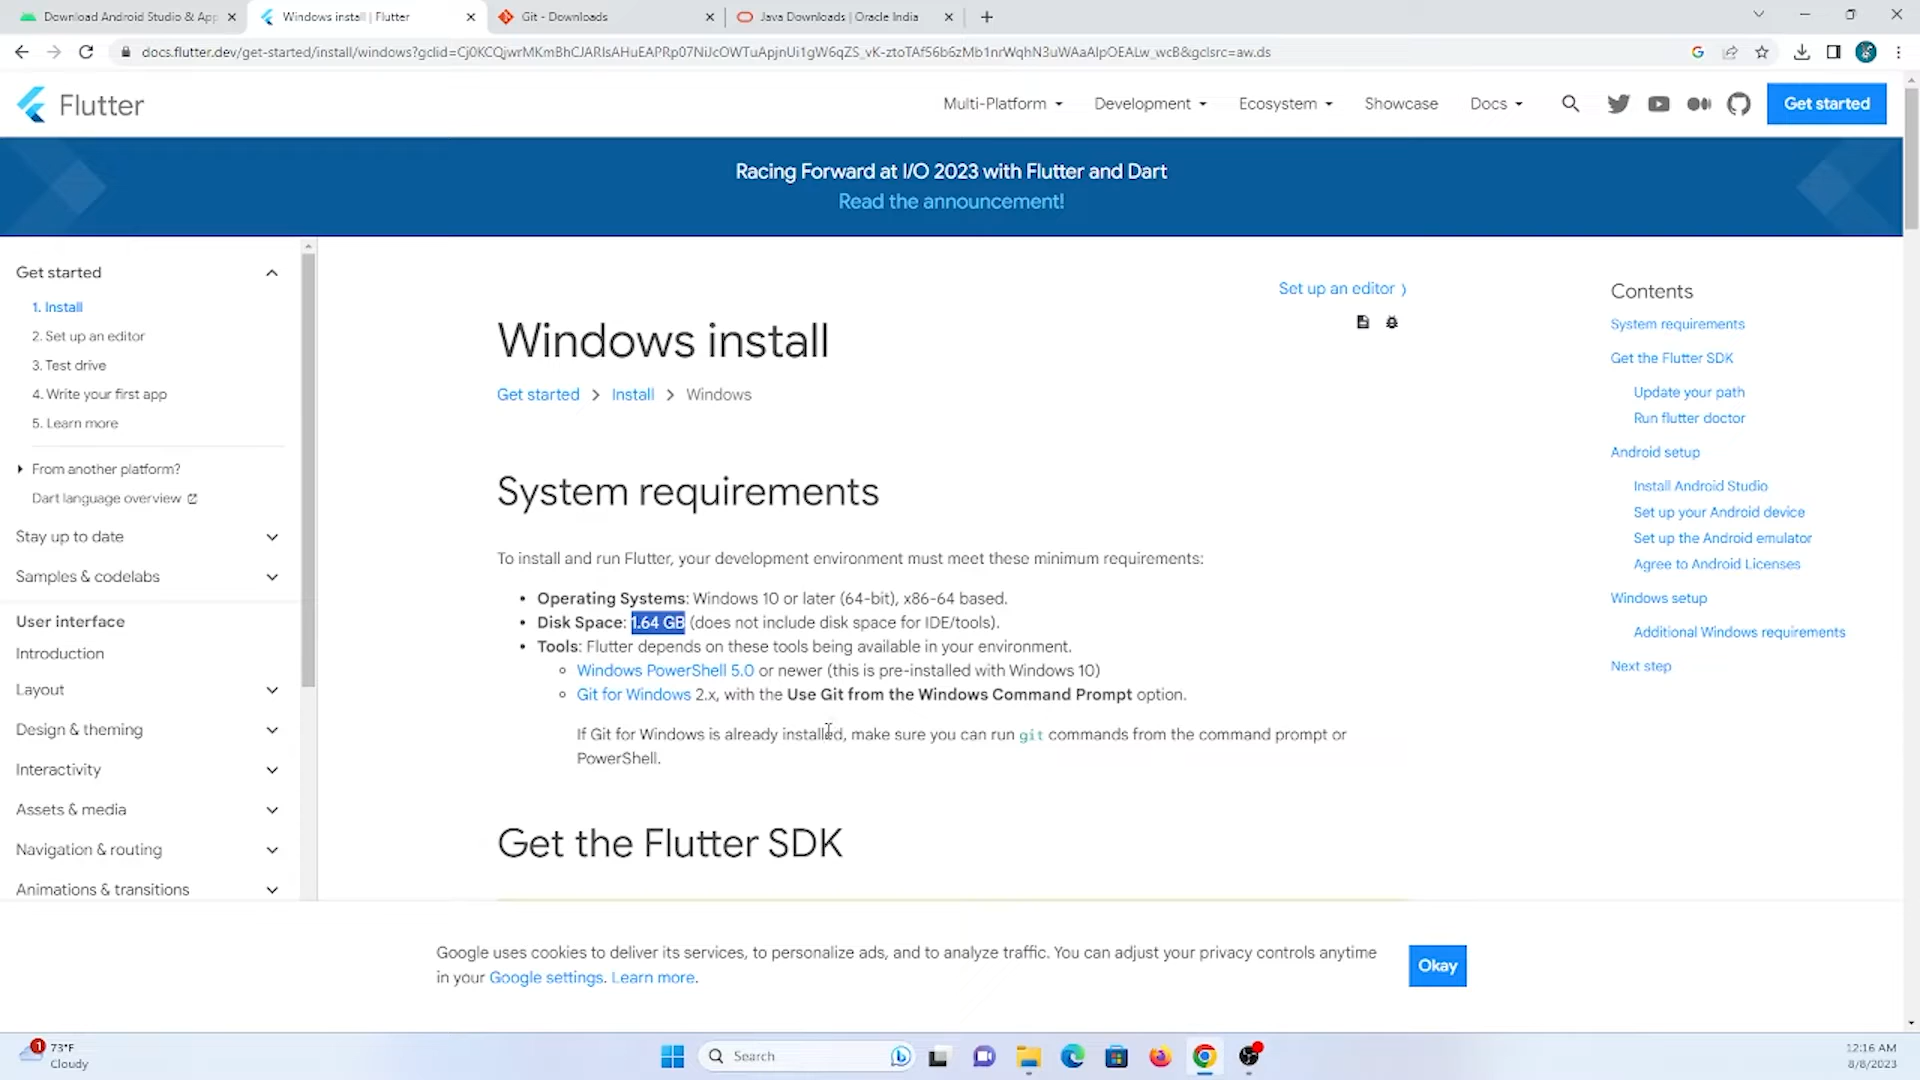 Download Android Studio & App
Windows install | Flutter
Git - Downloads
Java Downloads | Oracle India
Flutter
Multi-Platform
Development
Ecosystem
Showcase
Docs
Get started
Racing Forward at I/O 2023 with Flutter and Dart
Read the announcement!
Get started
1. Install
2. Set up an editor
3. Test drive
4. Write your first app
5. Learn more
From another platform?
Dart language overview
Stay up to date
Samples & codelabs
User interface
Introduction
Layout
Design & theming
Interactivity
Assets & media
Navigation & routing
Animations & transitions
Set up an editor
Windows install
Get started > Install > Windows
System requirements
To install and run Flutter, your development environment must meet these minimum requirements:
• Operating Systems: Windows 10 or later (64-bit), x86-64 based.
• Disk Space: 1.64 GB (does not include disk space for IDE/tools).
• Tools: Flutter depends on these tools being available in your environment.
Windows PowerShell 5.0 or newer (this is pre-installed with Windows 10)
Git for Windows 2.x, with the Use Git from the Windows Command Prompt option.
If Git for Windows is already installed, make sure you can run git commands from the command prompt or
PowerShell.
Get the Flutter SDK
Contents
System requirements
Get the Flutter SDK
Update your path
Run flutter doctor
Android setup
Install Android Studio
Set up your Android device
Set up the Android emulator
Agree to Android Licenses
Windows setup
Additional Windows requirements
Next step
Google uses cookies to deliver its services, to personalize ads, and to analyze traffic. You can adjust your privacy controls anytime
in your Google settings. Learn more.
Okay
1
73°F
Cloudy
Search
12:16 AM
8/8/2023